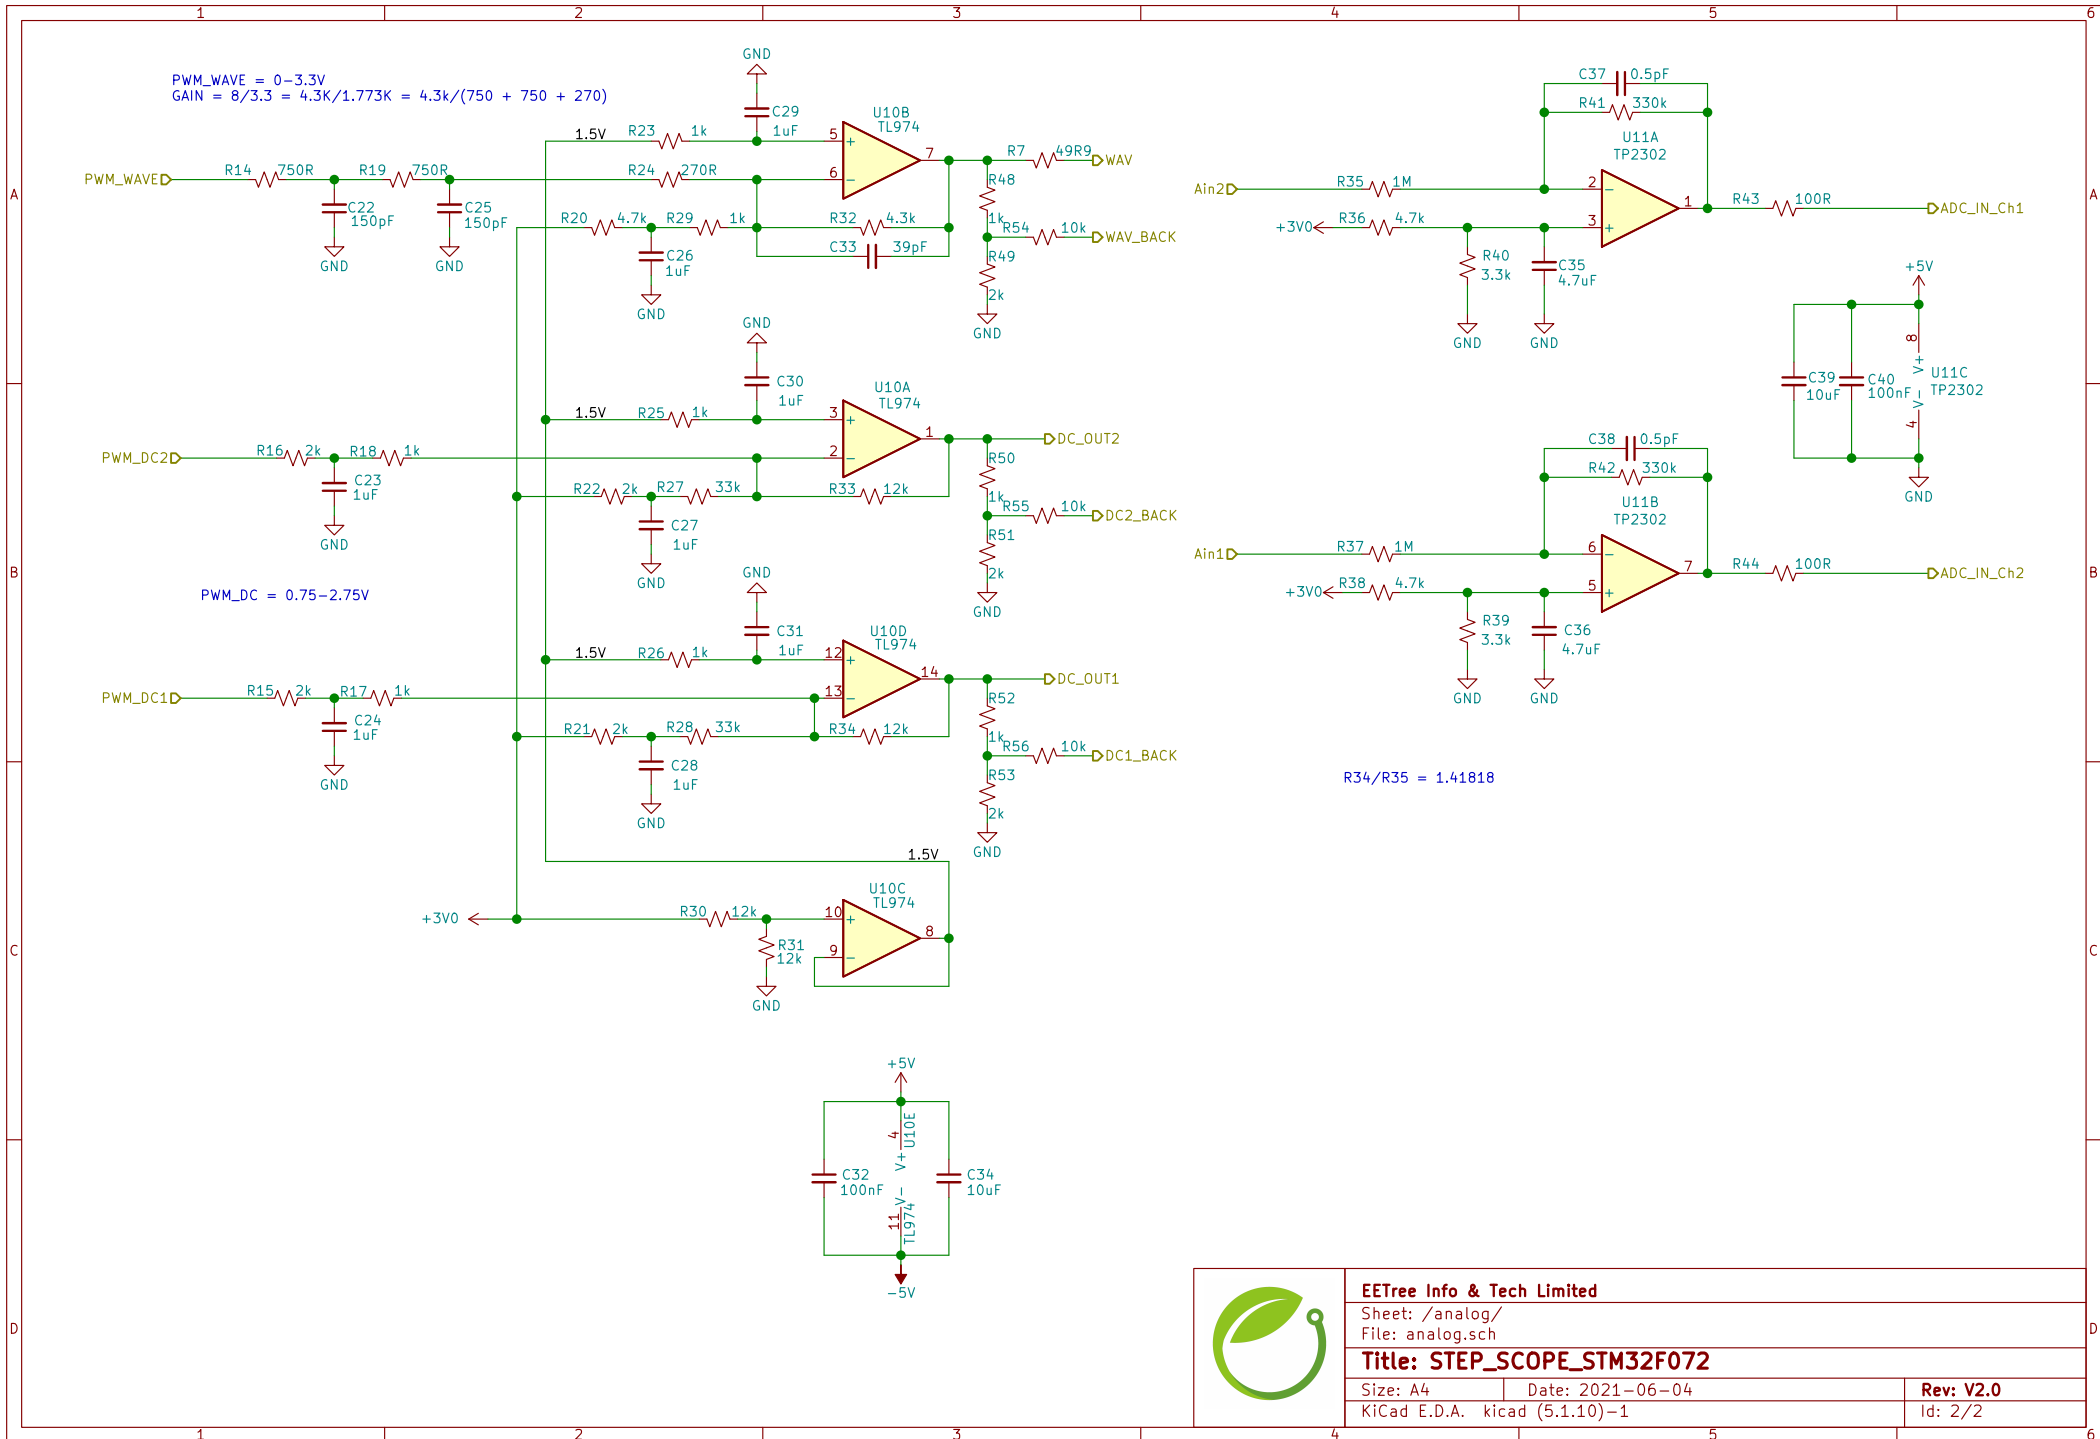 1 2 3 4 5 6
PWM_WAVE = 0-3.3V
GAIN = 8/3.3 = 4.3K/1.773K = 4.3k/(750 + 750 + 270)
GND
C29
1uF
U10B
TL974
1.5V
R23 1k
5
+
7
6
-
R14 750R
R19 750R
R24 270R
PWM_WAVE
C22
150pF
GND
C25
150pF
GND
R20 4.7k
R29 1k
R32 4.3k
C33 39pF
C26
1uF
GND
R7 49R9
WAV
R48
1k
R54 10k
WAV_BACK
R49
2k
GND
A
GND
C30
1uF
U10A
TL974
1.5V
R25 1k
3
+
1
2
-
DC_OUT2
PWM_DC2
R16 2k
R18 1k
C23
1uF
GND
R22 2k
R27 33k
R33 12k
C27
1uF
GND
R50
1k
R55 10k
DC2_BACK
R51
2k
GND
B
PWM_DC = 0.75-2.75V
GND
C31
1uF
U10D
TL974
1.5V
R26 1k
12
+
14
13
-
DC_OUT1
PWM_DC1
R15 2k
R17 1k
C24
1uF
GND
R21 2k
R28 33k
R34 12k
C28
1uF
GND
R52
1k
R56 10k
DC1_BACK
R53
2k
GND
1.5V
U10C
TL974
+3V0
R30 12k
10
+
8
9
-
R31
12k
GND
C
+5V
4
U10E
V+
C32
100nF
C34
10uF
V-
11
TL974
-5V
D
C37 0.5pF
R41 330k
U11A
TP2302
Ain2
R35 1M
2
-
1
3
+
R43 100R
ADC_IN_Ch1
+3V0
R36 4.7k
R40
3.3k
C35
4.7uF
GND
GND
A
+5V
8
V+
C39
10uF
C40
100nF
U11C
TP2302
V-
4
GND
C38 0.5pF
R42 330k
U11B
TP2302
Ain1
R37 1M
6
-
7
5
+
R44 100R
ADC_IN_Ch2
+3V0
R38 4.7k
R39
3.3k
C36
4.7uF
GND
GND
B
R34/R35 = 1.41818
C
EETree Info & Tech Limited
Sheet: /analog/
File: analog.sch
Title: STEP_SCOPE_STM32F072
Size: A4
Date: 2021-06-04
Rev: V2.0
KiCad E.D.A. kicad (5.1.10)-1
Id: 2/2
D
1 2 3 4 5 6